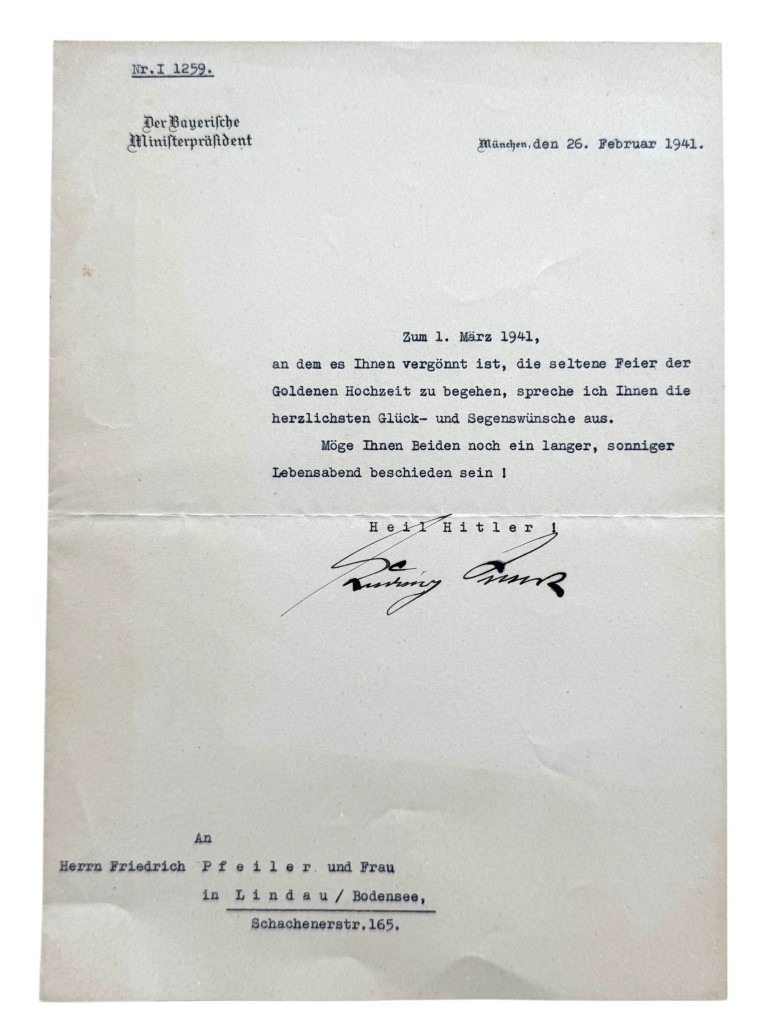 Nr.I 1259.
Der Bayerische
Ministerpräsident
München, den 26. Februar 1941.
Zum 1. März 1941,
an dem es Ihnen vergönnt ist, die seltene Feier der
Goldenen Hochzeit zu begehen, spreche ich Ihnen die
herzlichsten Glück- und Segenswünsche aus.
Möge Ihnen Beiden noch ein langer, sonniger
Lebensabend beschieden sein !
Heil Hitler !
Ludwig
An
Herrn Friedrich Pfeiler und Frau
in Lindau / Bodensee,
Schachenerstr.165.